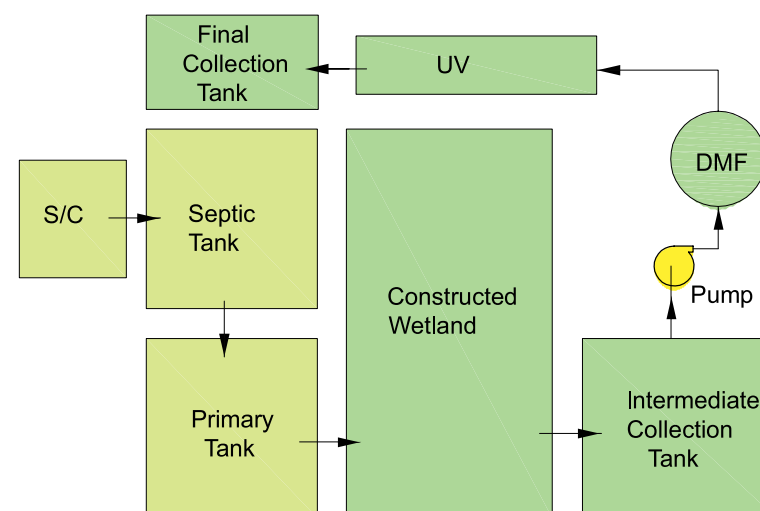 Final
Collection
Tank
UV
DMF
S/C
Septic
Tank
Constructed
Wetland
Pump
Primary
Tank
Intermediate
Collection
Tank